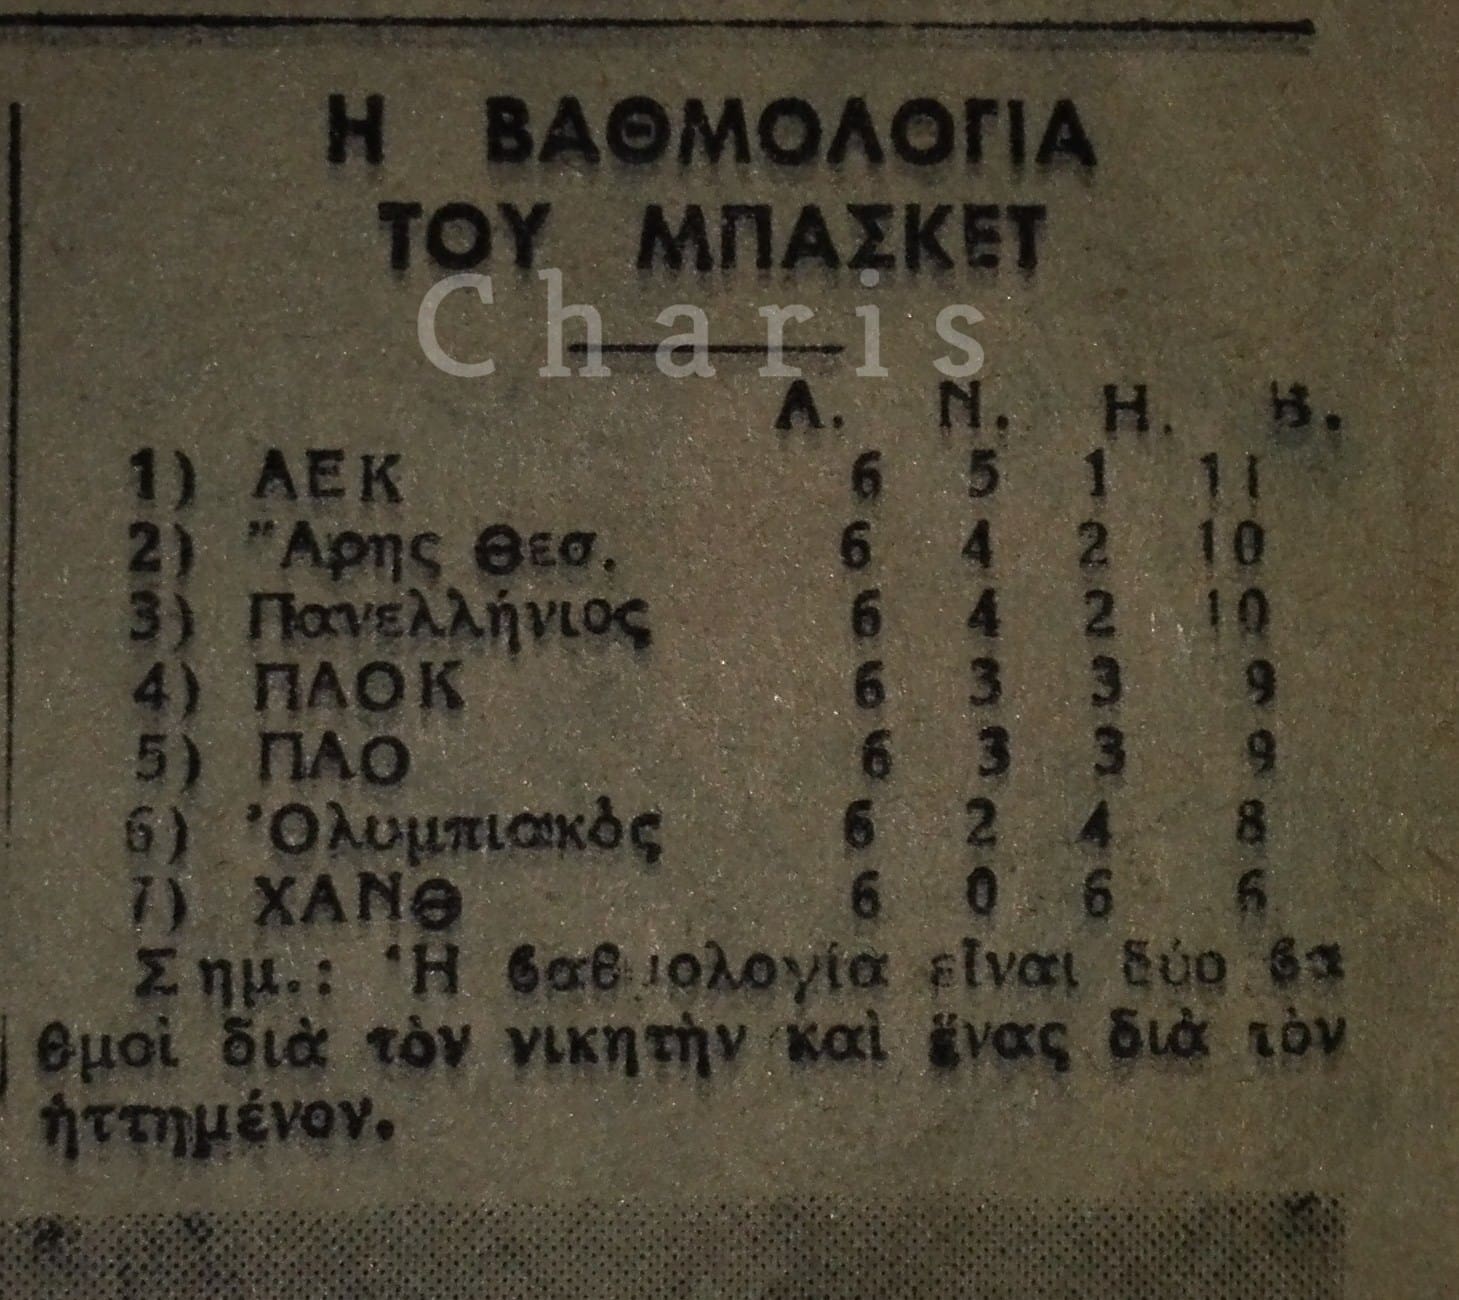 Η ΒΑΘΜΟΛΟΓΙΑ
ΤΟΥ ΜΠΑΣΚΕΤ
Charis
Α. Ν. Η. Β.
1) ΑΕΚ 6 5 1 11
2) Ἄρης Θεσ. 6 4 2 10
3) Πανελλήνιος 6 4 2 10
4) ΠΑΟΚ 6 3 3 9
5) ΠΑΟ 6 3 3 9
6) Ὀλυμπιακὸς 6 2 4 8
7) ΧΑΝΘ 6 0 6 6
Σημ.: Ἡ βαθμολογία εἶναι δύο βα
θμοὶ διὰ τὸν νικητὴν καὶ ἕνας διὰ τὸν
ἡττημένον.